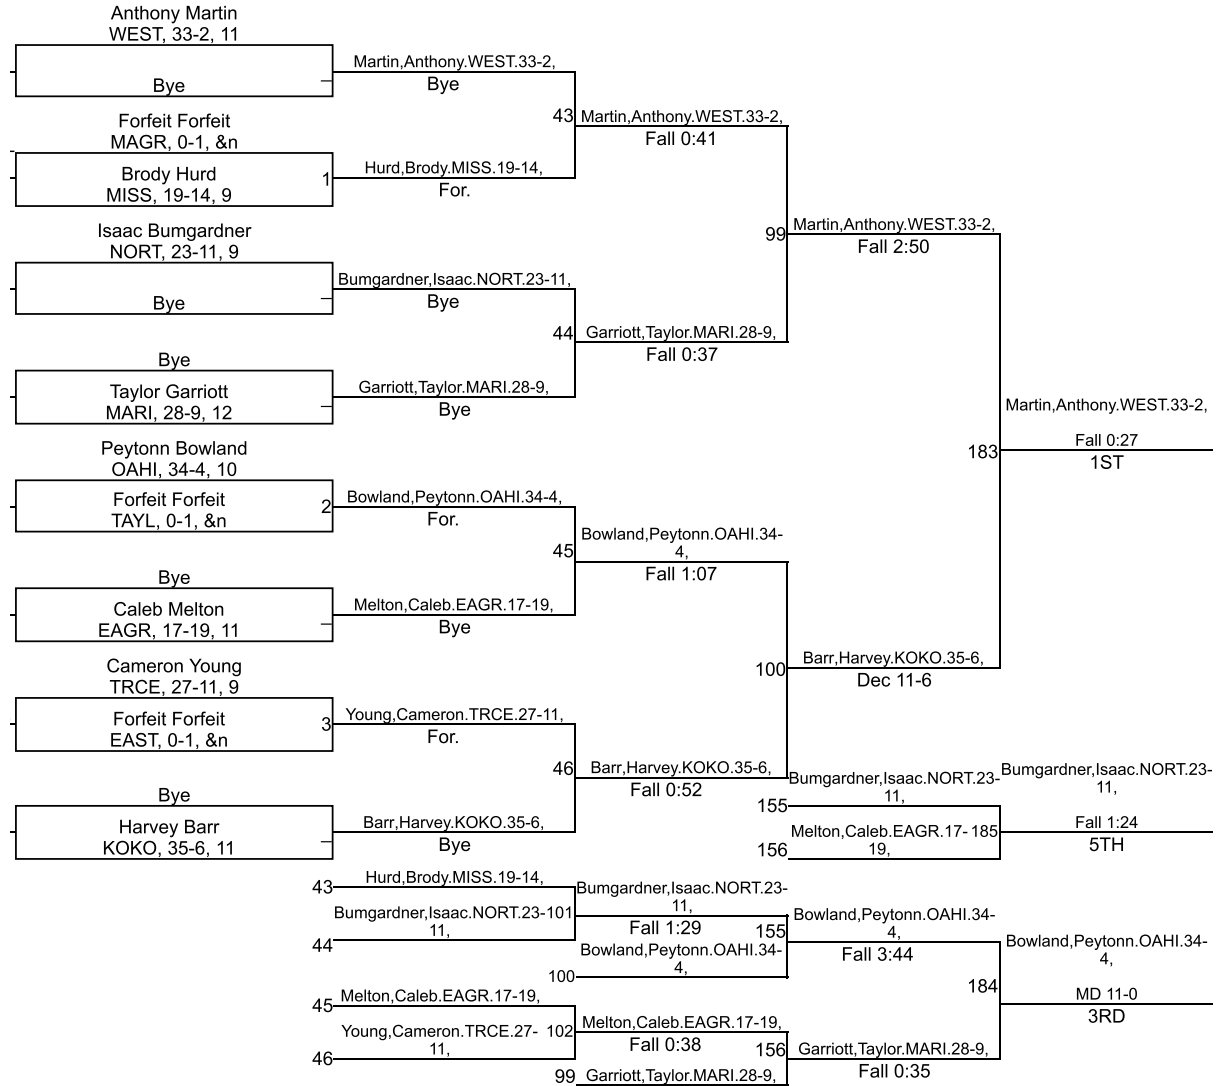 Anthony Martin
WEST, 33-2, 11
Bye
Martin,Anthony.WEST.33-2,
Bye
Forfeit Forfeit
MAGR, 0-1, &n
Brody Hurd
MISS, 19-14, 9
1
Hurd,Brody.MISS.19-14,
For.
43
Martin,Anthony.WEST.33-2,
Fall 0:41
Isaac Bumgardner
NORT, 23-11, 9
Bye
Bumgardner,Isaac.NORT.23-11,
Bye
Bye
Taylor Garriott
MARI, 28-9, 12
Garriott,Taylor.MARI.28-9,
Bye
44
Garriott,Taylor.MARI.28-9,
Fall 0:37
99
Martin,Anthony.WEST.33-2,
Fall 2:50
Peytonn Bowland
OAHI, 34-4, 10
Forfeit Forfeit
TAYL, 0-1, &n
2
Bowland,Peytonn.OAHI.34-4,
For.
Bye
Caleb Melton
EAGR, 17-19, 11
Melton,Caleb.EAGR.17-19,
Bye
45
Bowland,Peytonn.OAHI.34-
4,
Fall 1:07
Cameron Young
TRCE, 27-11, 9
Forfeit Forfeit
EAST, 0-1, &n
3
Young,Cameron.TRCE.27-11,
For.
Bye
Harvey Barr
KOKO, 35-6, 11
Barr,Harvey.KOKO.35-6,
Bye
46
Barr,Harvey.KOKO.35-6,
Fall 0:52
100
Barr,Harvey.KOKO.35-6,
Dec 11-6
183
Martin,Anthony.WEST.33-2,
Fall 0:27
1ST
155
Bumgardner,Isaac.NORT.23-
11,
156
Melton,Caleb.EAGR.17-
19,
185
Bumgardner,Isaac.NORT.23-
11,
Fall 1:24
5TH
43
Hurd,Brody.MISS.19-14,
44
Bumgardner,Isaac.NORT.23-
11,
101
Bumgardner,Isaac.NORT.23-
11,
Fall 1:29
100
Bowland,Peytonn.OAHI.34-
4,
155
Bowland,Peytonn.OAHI.34-
4,
Fall 3:44
45
Melton,Caleb.EAGR.17-19,
46
Young,Cameron.TRCE.27-
11,
102
Melton,Caleb.EAGR.17-19,
Fall 0:38
99
Garriott,Taylor.MARI.28-9,
156
Garriott,Taylor.MARI.28-9,
Fall 0:35
184
Bowland,Peytonn.OAHI.34-
4,
MD 11-0
3RD